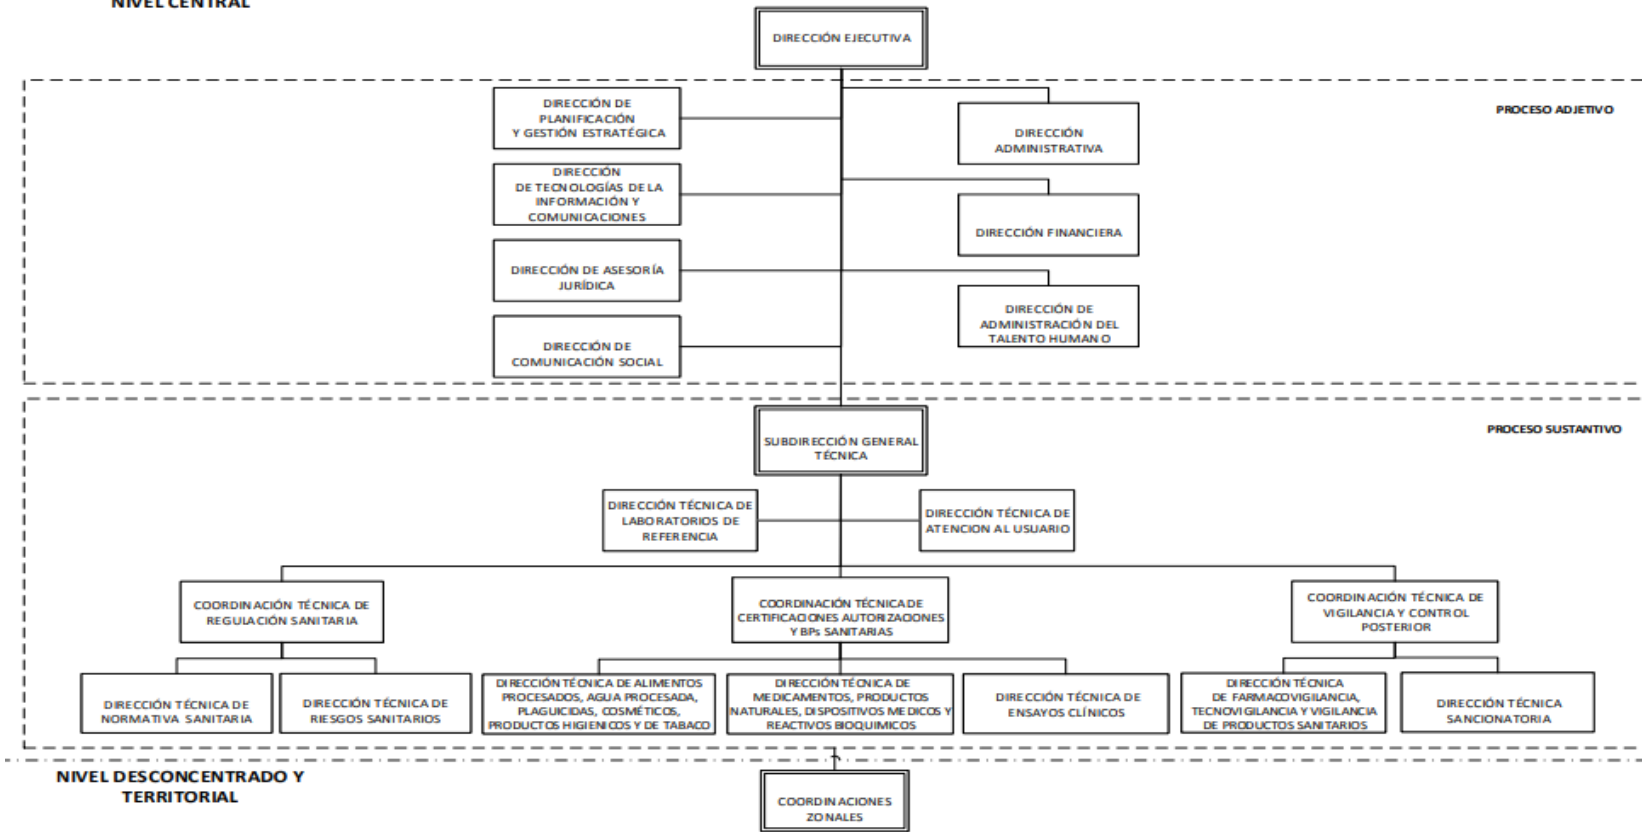 NIVEL CENTRAL
DIRECCIÓN EJECUTIVA
PROCESO ADJETIVO
DIRECCIÓN DE
PLANIFICACIÓN
Y GESTIÓN ESTRATÉGICA
DIRECCIÓN
ADMINISTRATIVA
DIRECCIÓN
DE TECNOLOGÍAS DE LA
INFORMACIÓN Y
COMUNICACIONES
DIRECCIÓN FINANCIERA
DIRECCIÓN DE ASESORÍA
JURÍDICA
DIRECCIÓN DE
ADMINISTRACIÓN DEL
TALENTO HUMANO
DIRECCIÓN DE
COMUNICACIÓN SOCIAL
PROCESO SUSTANTIVO
SUBDIRECCIÓN GENERAL
TÉCNICA
DIRECCIÓN TÉCNICA DE
LABORATORIOS DE
REFERENCIA
DIRECCIÓN TÉCNICA DE
ATENCION AL USUARIO
COORDINACIÓN TÉCNICA DE
REGULACIÓN SANITARIA
COORDINACIÓN TÉCNICA DE
CERTIFICACIONES AUTORIZACIONES
Y BPs SANITARIAS
COORDINACIÓN TÉCNICA DE
VIGILANCIA Y CONTROL
POSTERIOR
DIRECCIÓN TÉCNICA DE
NORMATIVA SANITARIA
DIRECCIÓN TÉCNICA DE
RIESGOS SANITARIOS
DIRECCIÓN TÉCNICA DE ALIMENTOS
PROCESADOS, AGUA PROCESADA,
PLAGUICIDAS, COSMÉTICOS,
PRODUCTOS HIGIENICOS Y DE TABACO
DIRECCIÓN TÉCNICA DE
MEDICAMENTOS, PRODUCTOS
NATURALES, DISPOSITIVOS MEDICOS Y
REACTIVOS BIOQUIMICOS
DIRECCIÓN TÉCNICA DE
ENSAYOS CLÍNICOS
DIRECCIÓN TÉCNICA
DE FARMACOVIGILANCIA,
TECNOVIGILANCIA Y VIGILANCIA
DE PRODUCTOS SANITARIOS
DIRECCIÓN TÉCNICA
SANCIONATORIA
NIVEL DESCONCENTRADO Y
TERRITORIAL
COORDINACIONES
ZONALES